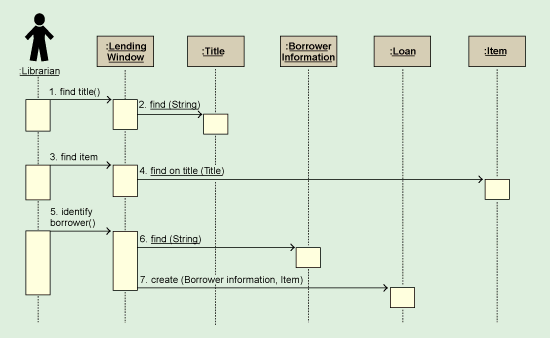 :Librarian
:Lending
Window
:Title
:Borrower
Information
:Loan
:Item
1. find title()
2. find (String)
3. find item
4. find on title (Title)
5. identify
borrower()
6. find (String)
7. create (Borrower information, Item)